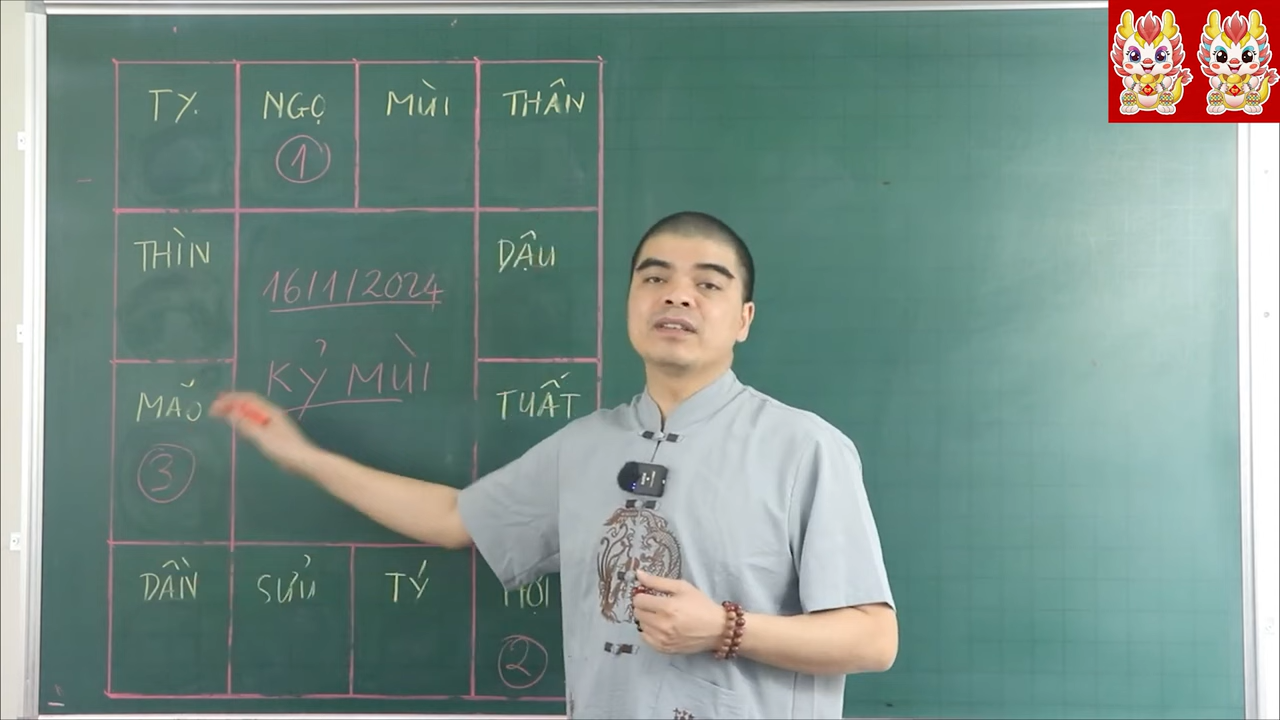 TỴ
NGỌ
①
MÙI
THÂN
THÌN
16/1/2024
KỶ MÙI
DẬU
MÃO
③
TUẤT
DẦN
SỬU
TÝ
HỢI
②